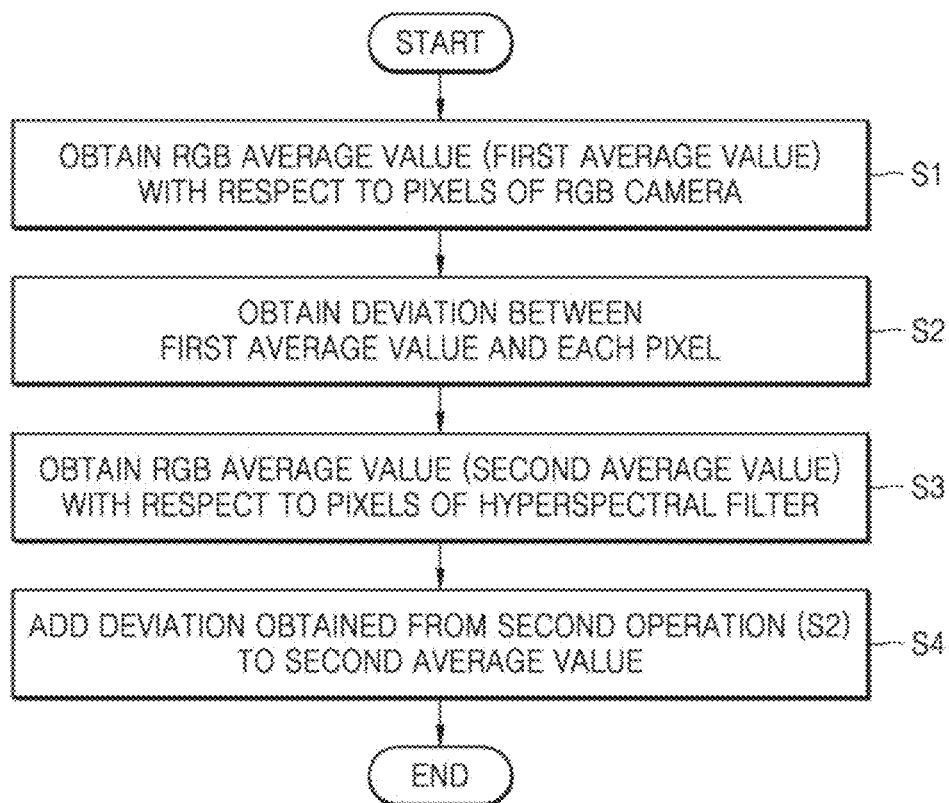 START
OBTAIN RGB AVERAGE VALUE (FIRST AVERAGE VALUE)
WITH RESPECT TO PIXELS OF RGB CAMERA
S1
OBTAIN DEVIATION BETWEEN
FIRST AVERAGE VALUE AND EACH PIXEL
S2
OBTAIN RGB AVERAGE VALUE (SECOND AVERAGE VALUE)
WITH RESPECT TO PIXELS OF HYPERSPECTRAL FILTER
S3
ADD DEVIATION OBTAINED FROM SECOND OPERATION (S2)
TO SECOND AVERAGE VALUE
S4
END